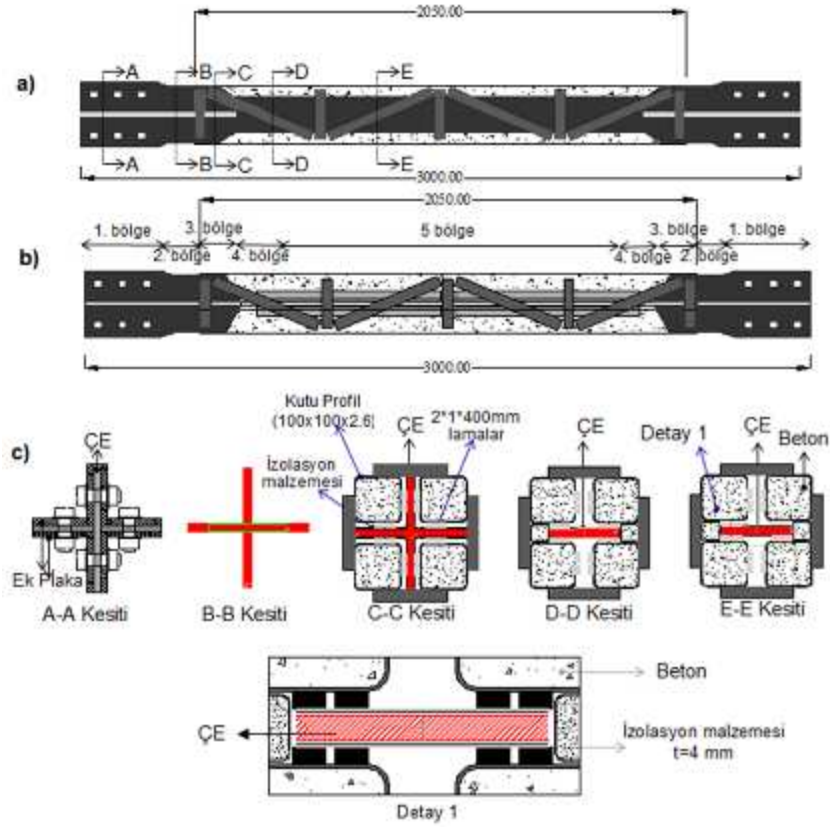 2050.00
A B C D E
a)
A B C D E
3000.00
2050.00
1. bölge 3. bölge 5 bölge 3. bölge 1. bölge
2. bölge 4. bölge 4. bölge 2. bölge
b)
3000.00
c)
ÇE
Kutu Profil
(100x100x2.6)
ÇE
2*1*400mm
lamalar
ÇE
Detay 1
ÇE
Beton
İzolasyon
malzemesi
Ek Plaka
A-A Kesiti
B-B Kesiti
C-C Kesiti
D-D Kesiti
E-E Kesiti
Beton
ÇE
İzolasyon malzemesi
t=4 mm
Detay 1